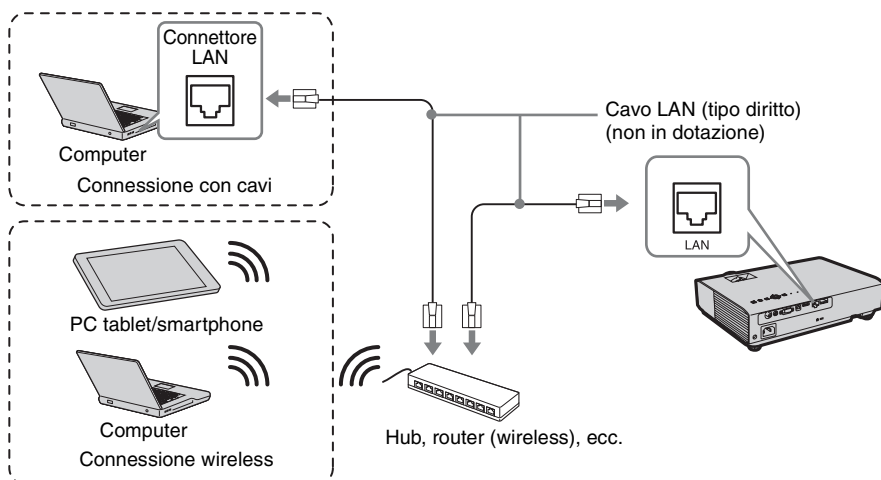 Connettore
LAN
Computer
Connessione con cavi
Cavo LAN (tipo diritto)
(non in dotazione)
LAN
PC tablet/smartphone
Computer
Connessione wireless
Hub, router (wireless), ecc.